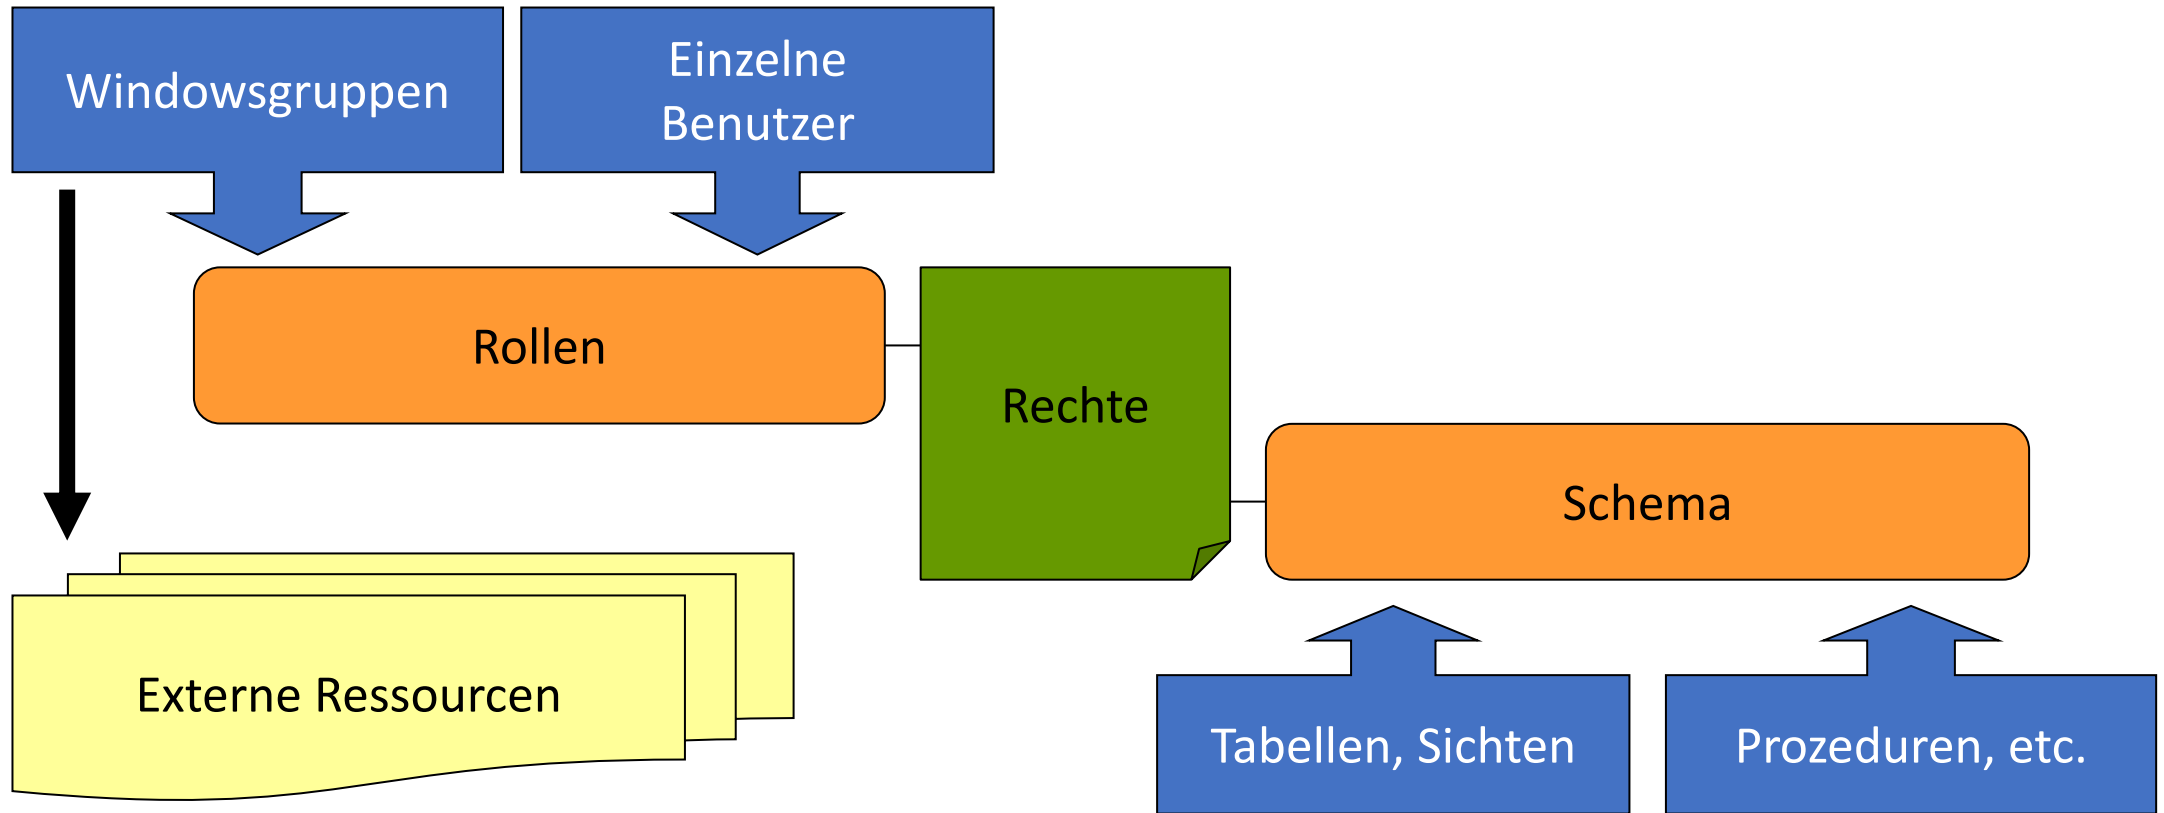 Windowsgruppen
Einzelne
Benutzer
Rollen
Rechte
Schema
Externe Ressourcen
Tabellen, Sichten
Prozeduren, etc.